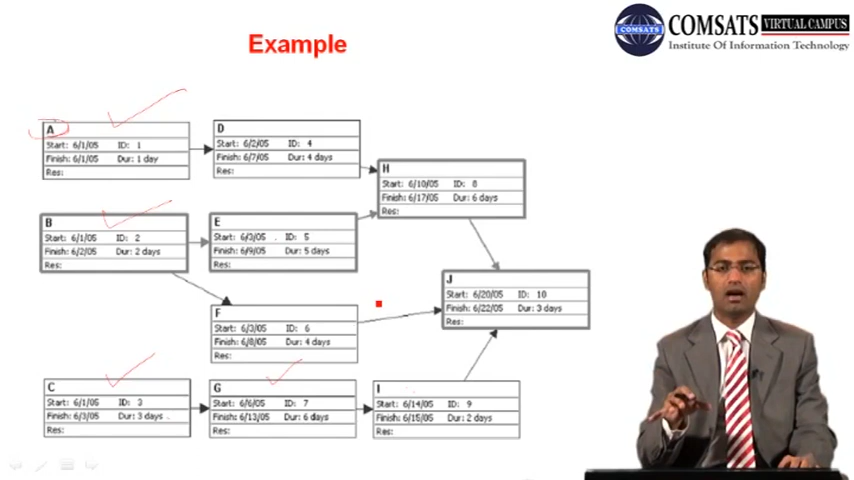 Example
COMSATS
COMSATS VIRTUAL CAMPUS
Institute Of Information Technology
A
Start: 6/1/05 ID: 1
Finish: 6/1/05 Dur: 1 day
Res:
D
Start: 6/2/05 ID: 4
Finish: 6/7/05 Dur: 4 days
Res:
H
Start: 6/10/05 ID: 8
Finish: 6/17/05 Dur: 6 days
Res:
B
Start: 6/1/05 ID: 2
Finish: 6/2/05 Dur: 2 days
Res:
E
Start: 6/3/05 ID: 5
Finish: 6/9/05 Dur: 5 days
Res:
J
Start: 6/20/05 ID: 10
Finish: 6/22/05 Dur: 3 days
Res:
F
Start: 6/3/05 ID: 6
Finish: 6/8/05 Dur: 4 days
Res:
C
Start: 6/1/05 ID: 3
Finish: 6/3/05 Dur: 3 days
Res:
G
Start: 6/6/05 ID: 7
Finish: 6/13/05 Dur: 6 days
Res:
I
Start: 6/14/05 ID: 9
Finish: 6/15/05 Dur: 2 days
Res: